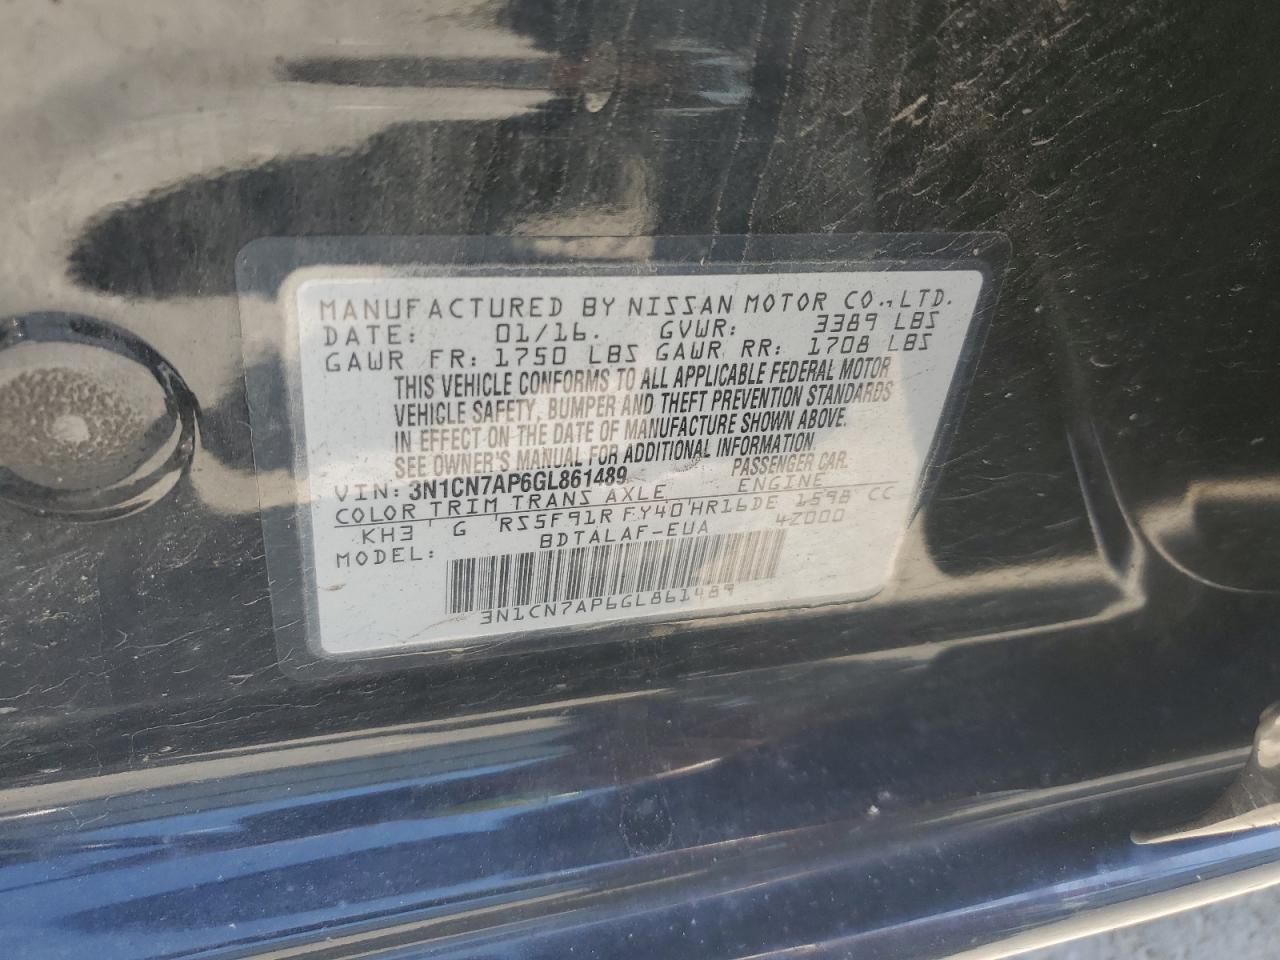 MANUFACTURED BY NISSAN MOTOR CO., LTD.
DATE: 01/16. GVWR: 3389 LBS
GAWR FR: 1750 LBS GAWR RR: 1708 LBS
THIS VEHICLE CONFORMS TO ALL APPLICABLE FEDERAL MOTOR
VEHICLE SAFETY, BUMPER AND THEFT PREVENTION STANDARDS
IN EFFECT ON THE DATE OF MANUFACTURE SHOWN ABOVE.
SEE OWNER'S MANUAL FOR ADDITIONAL INFORMATION.
VIN: 3N1CN7AP6GL861489 PASSENGER CAR.
COLOR TRIM TRANS AXLE ENGINE
KH3 G RS5F91R FY40 HR16DE 1598 CC
MODEL: BDTALAF-EUA 4Z000
3N1CN7AP6GL861489